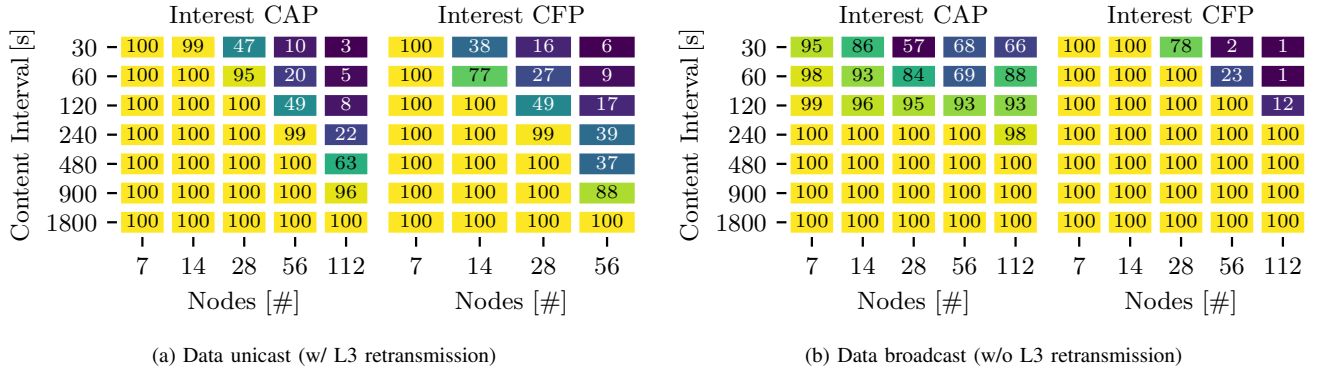 Interest CAP Interest CFP Interest CAP Interest CFP
Content Interval [s]
30 100 99 47 10 3 100 38 16 6
60 100 100 95 20 5 100 77 27 9
120 100 100 100 49 8 100 100 49 17
240 100 100 100 99 22 100 100 99 39
480 100 100 100 100 63 100 100 100 37
900 100 100 100 100 96 100 100 100 88
1800 100 100 100 100 100 100 100 100 100
7 14 28 56 112 7 14 28 56
Nodes [#] Nodes [#]
(a) Data unicast (w/ L3 retransmission)
Content Interval [s]
30 95 86 57 68 66 100 100 78 2 1
60 98 93 84 69 88 100 100 100 23 1
120 99 96 95 93 93 100 100 100 100 12
240 100 100 100 100 98 100 100 100 100 100
480 100 100 100 100 100 100 100 100 100 100
900 100 100 100 100 100 100 100 100 100 100
1800 100 100 100 100 100 100 100 100 100 100
7 14 28 56 112 7 14 28 56 112
Nodes [#] Nodes [#]
(b) Data broadcast (w/o L3 retransmission)